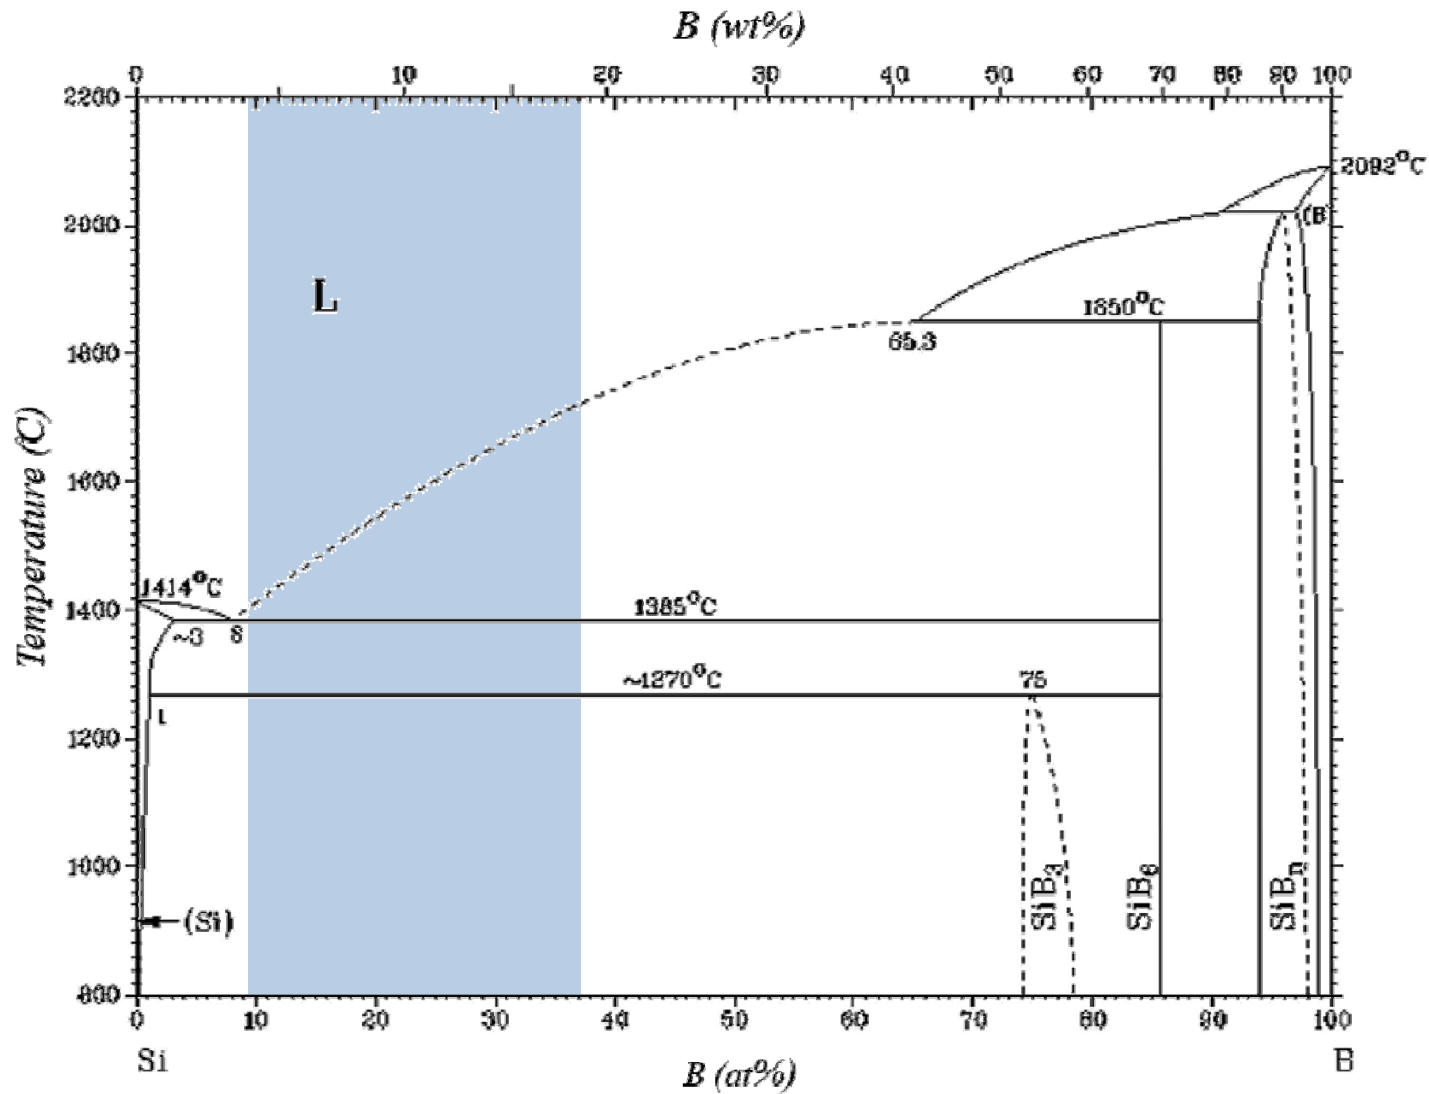 B (wt%)
0 10 20 30 40 50 60 70 80 90 100
2200
2092°C
2000
(B)
L
1850°C
65.3
1800
1600
Temperature (C)
1414°C
1400
1385°C
~3 8
~1270°C 75
1
1200
1000
SiB3 SiB6 SiBn
(Si)
800
0 10 20 30 40 50 60 70 80 90 100
Si B
B (at%)